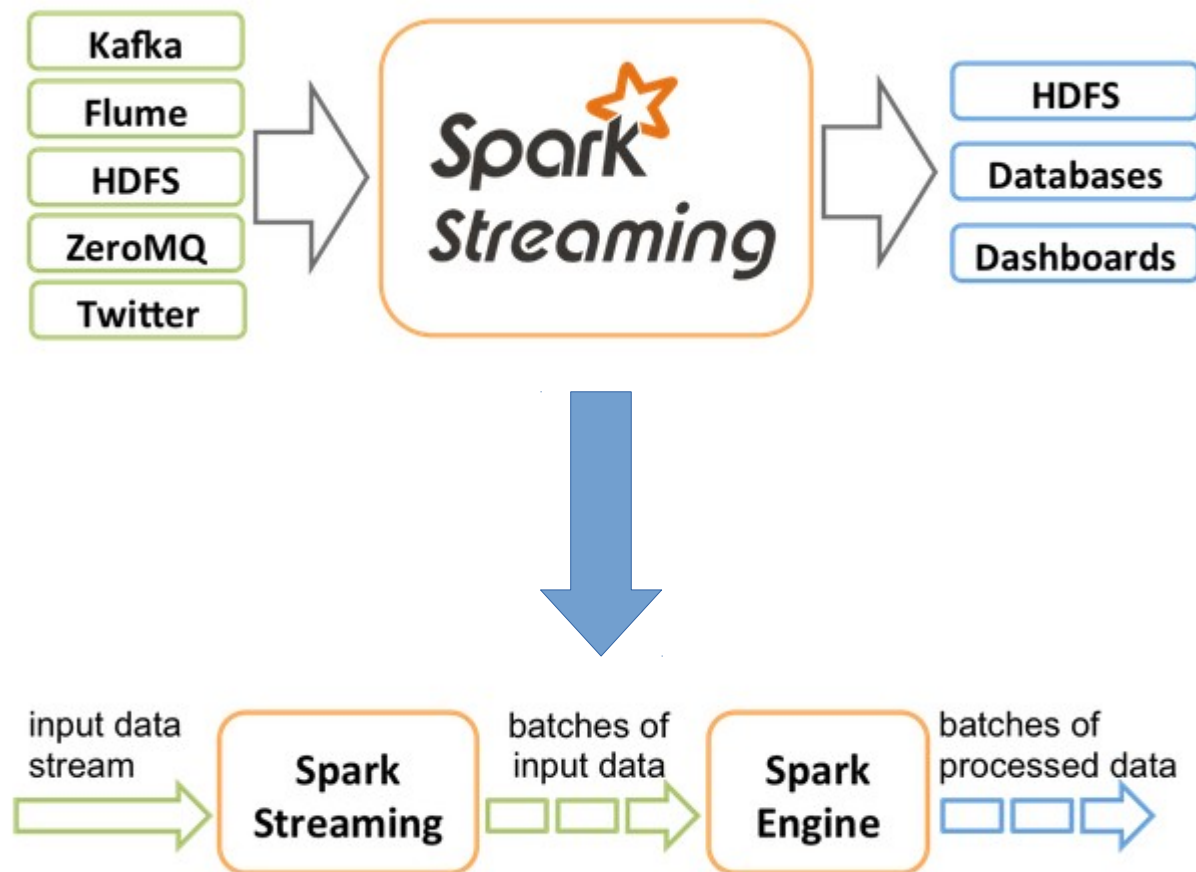 Kafka
Flume
HDFS
ZeroMQ
Twitter
Spark
Streaming
HDFS
Databases
Dashboards
input data
stream
Spark
Streaming
batches of
input data
Spark
Engine
batches of
processed data